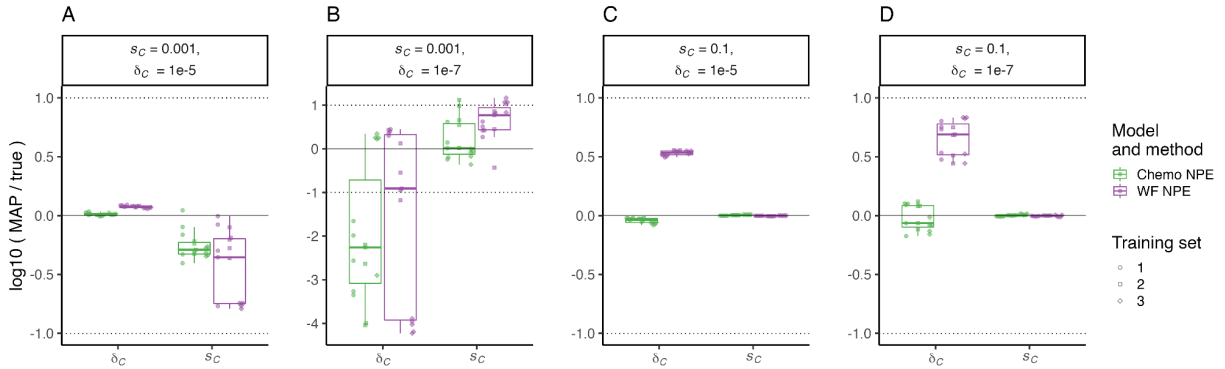 A
B
C
D
s_C = 0.001,
δ_C = 1e-5
s_C = 0.001,
δ_C = 1e-7
s_C = 0.1,
δ_C = 1e-5
s_C = 0.1,
δ_C = 1e-7
log10 ( MAP / true )
1.0
0.5
0.0
-0.5
-1.0
1
0
-1
-2
-3
-4
1.0
0.5
0.0
-0.5
-1.0
1.0
0.5
0.0
-0.5
-1.0
δ_C
s_C
δ_C
s_C
δ_C
s_C
δ_C
s_C
Model
and method
Chemo NPE
WF NPE
Training set
1
2
3